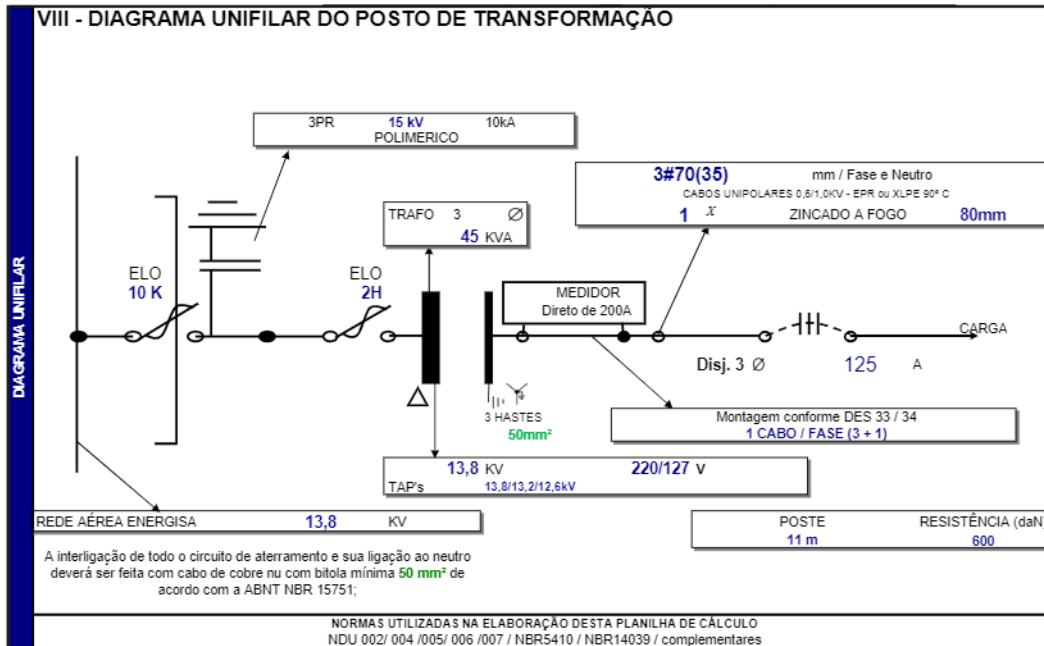 VIII - DIAGRAMA UNIFILAR DO POSTO DE TRANSFORMAÇÃO
DIAGRAMA UNIFILAR
3PR 15 kV 10kA
POLIMERICO
3#70(35) mm / Fase e Neutro
CABOS UNIPOLARES 0,6/1,0KV - EPR ou XLPE 90º C
1 X ZINCADO A FOGO 80mm
TRAFO 3 Ø
45 KVA
ELO
10 K
ELO
2H
MEDIDOR
Direto de 200A
CARGA
Disj. 3 Ø 125 A
3 HASTES
50mm²
Montagem conforme DES 33 / 34
1 CABO / FASE (3 + 1)
13,8 KV 220/127 V
TAP's 13,8/13,2/12,6kV
REDE AÉREA ENERGISA 13,8 KV
POSTE RESISTÊNCIA (daN)
11 m 600
A interligação de todo o circuito de aterramento e sua ligação ao neutro
deverá ser feita com cabo de cobre nu com bitola mínima 50 mm² de
acordo com a ABNT NBR 15751;
NORMAS UTILIZADAS NA ELABORAÇÃO DESTA PLANILHA DE CÁLCULO
NDU 002/ 004 /005/ 006 /007 / NBR5410 / NBR14039 / complementares